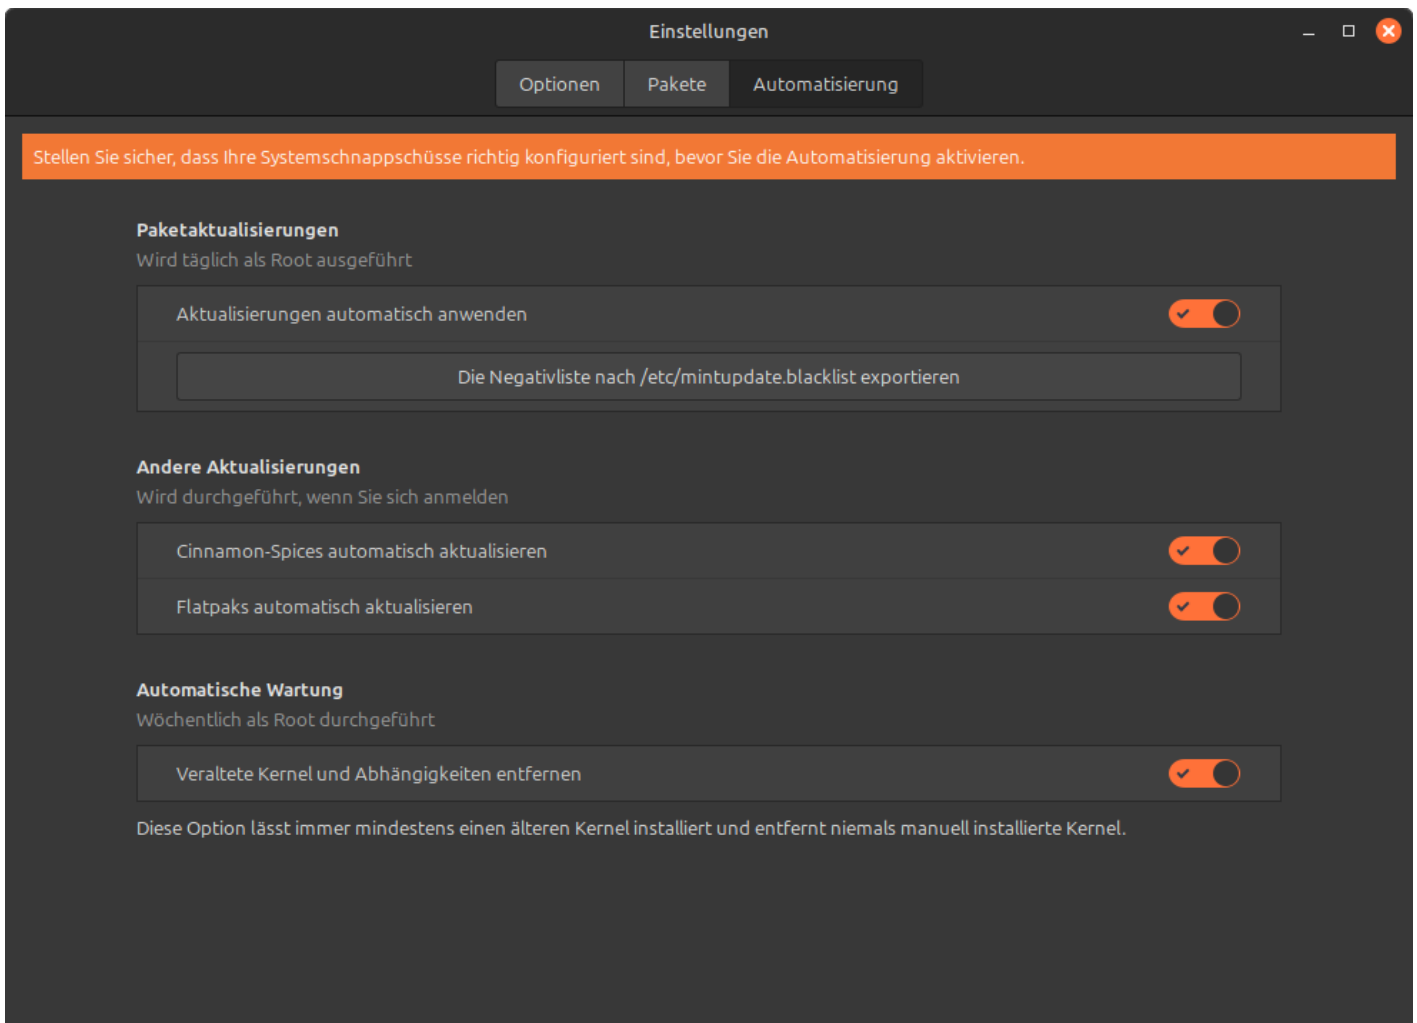 Einstellungen
Optionen
Pakete
Automatisierung
Stellen Sie sicher, dass Ihre Systemschnappschüsse richtig konfiguriert sind, bevor Sie die Automatisierung aktivieren.
Paketaktualisierungen
Wird täglich als Root ausgeführt
Aktualisierungen automatisch anwenden
Die Negativliste nach /etc/mintupdate.blacklist exportieren
Andere Aktualisierungen
Wird durchgeführt, wenn Sie sich anmelden
Cinnamon-Spices automatisch aktualisieren
Flatpaks automatisch aktualisieren
Automatische Wartung
Wöchentlich als Root durchgeführt
Veraltete Kernel und Abhängigkeiten entfernen
Diese Option lässt immer mindestens einen älteren Kernel installiert und entfernt niemals manuell installierte Kernel.